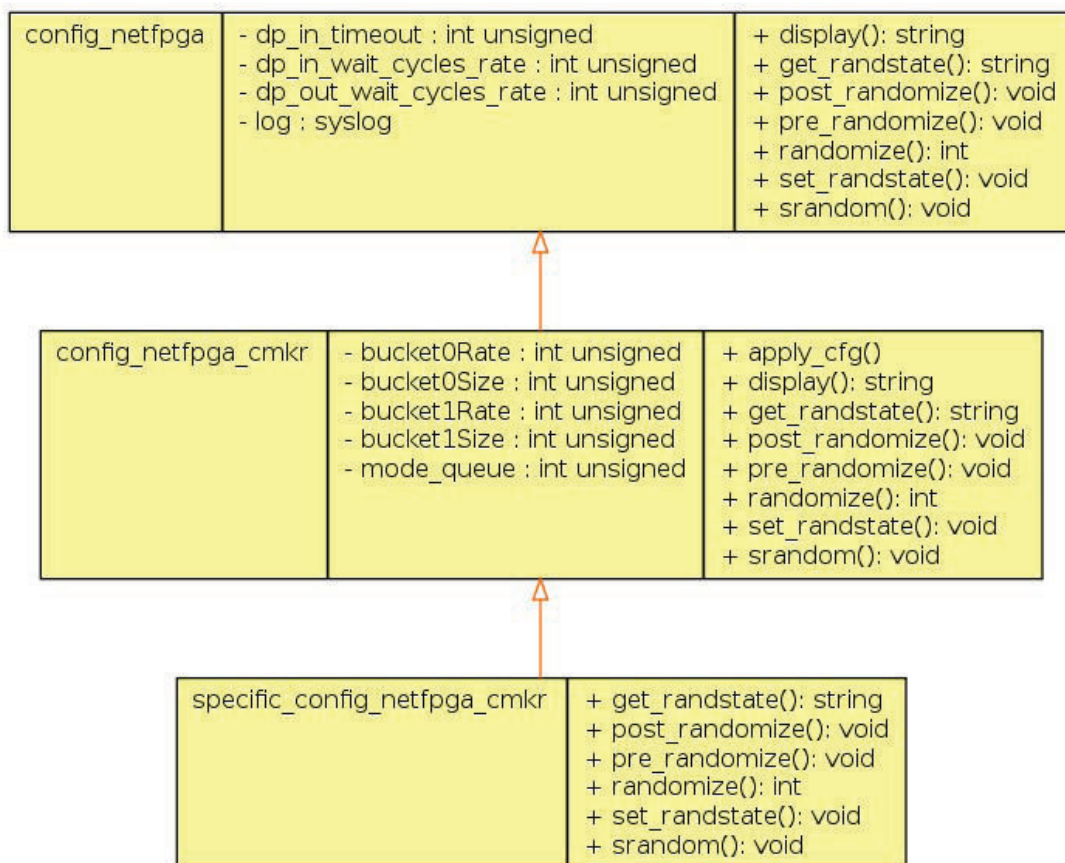 config_netfpga
- dp_in_timeout : int unsigned
- dp_in_wait_cycles_rate : int unsigned
- dp_out_wait_cycles_rate : int unsigned
- log : syslog
+ display(): string
+ get_randstate(): string
+ post_randomize(): void
+ pre_randomize(): void
+ randomize(): int
+ set_randstate(): void
+ srandom(): void
config_netfpga_cmkr
- bucket0Rate : int unsigned
- bucket0Size : int unsigned
- bucket1Rate : int unsigned
- bucket1Size : int unsigned
- mode_queue : int unsigned
+ apply_cfg()
+ display(): string
+ get_randstate(): string
+ post_randomize(): void
+ pre_randomize(): void
+ randomize(): int
+ set_randstate(): void
+ srandom(): void
specific_config_netfpga_cmkr
+ get_randstate(): string
+ post_randomize(): void
+ pre_randomize(): void
+ randomize(): int
+ set_randstate(): void
+ srandom(): void